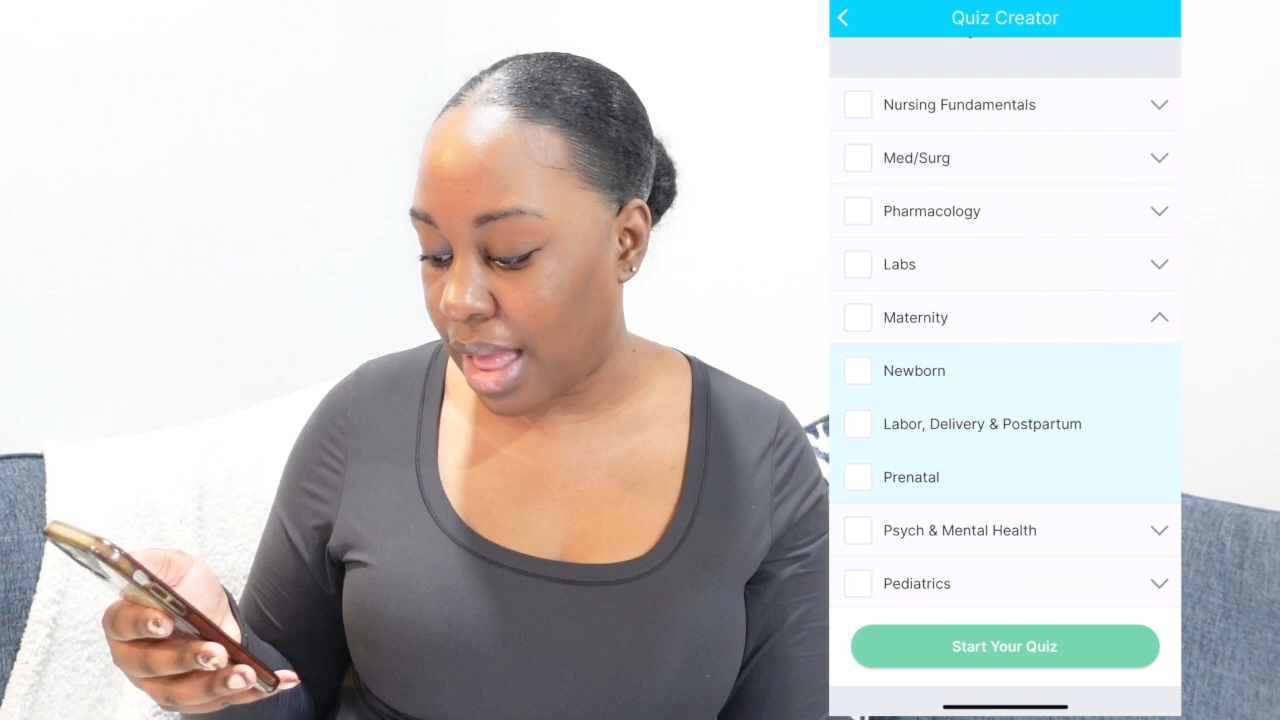 Quiz Creator
Nursing Fundamentals
Med/Surg
Pharmacology
Labs
Maternity
Newborn
Labor, Delivery & Postpartum
Prenatal
Psych & Mental Health
Pediatrics
Start Your Quiz